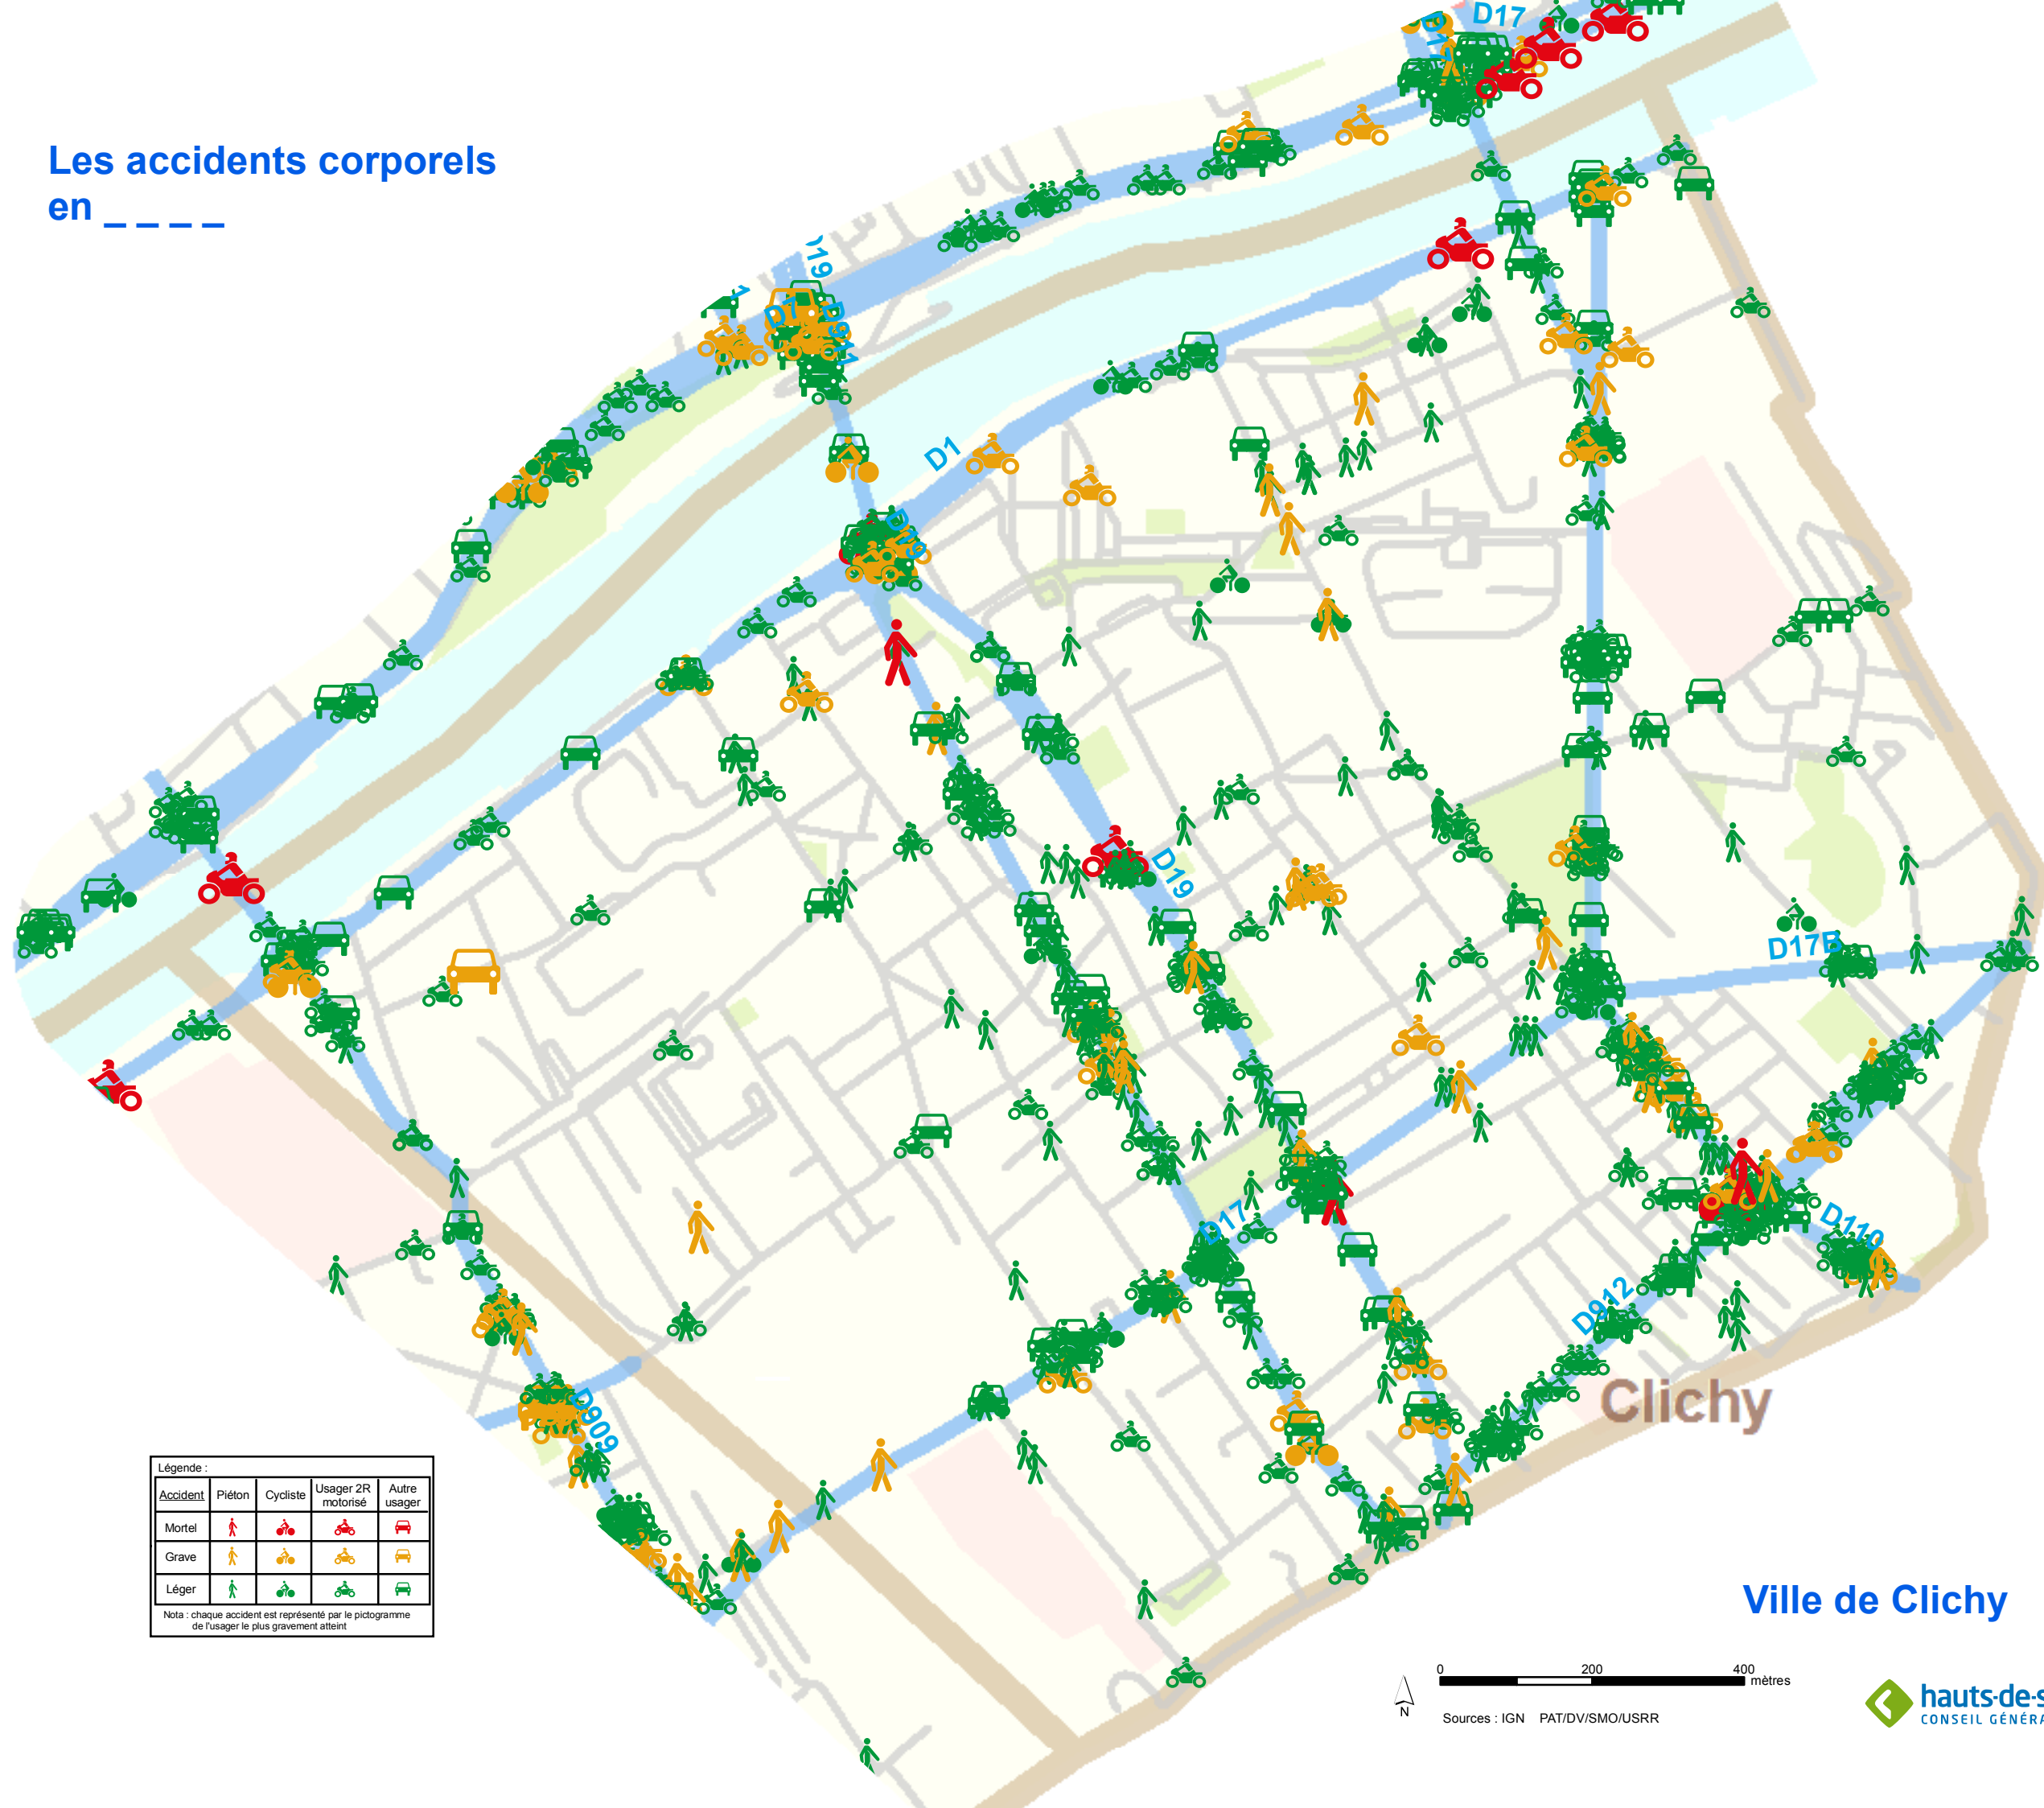 D17
Les accidents corporels
en _ _ _ _
D1
D19
D17B
D17
D110
D912
D909
Clichy
Légende :
Accident Piéton Cycliste Usager 2R motorisé Autre usager
Mortel
Grave
Léger
Nota : chaque accident est représenté par le pictogramme
de l'usager le plus gravement atteint
Ville de Clichy
0 200 400
mètres
N
Sources : IGN PAT/DV/SMO/USRR
hauts-de-s
CONSEIL GÉNÉRA